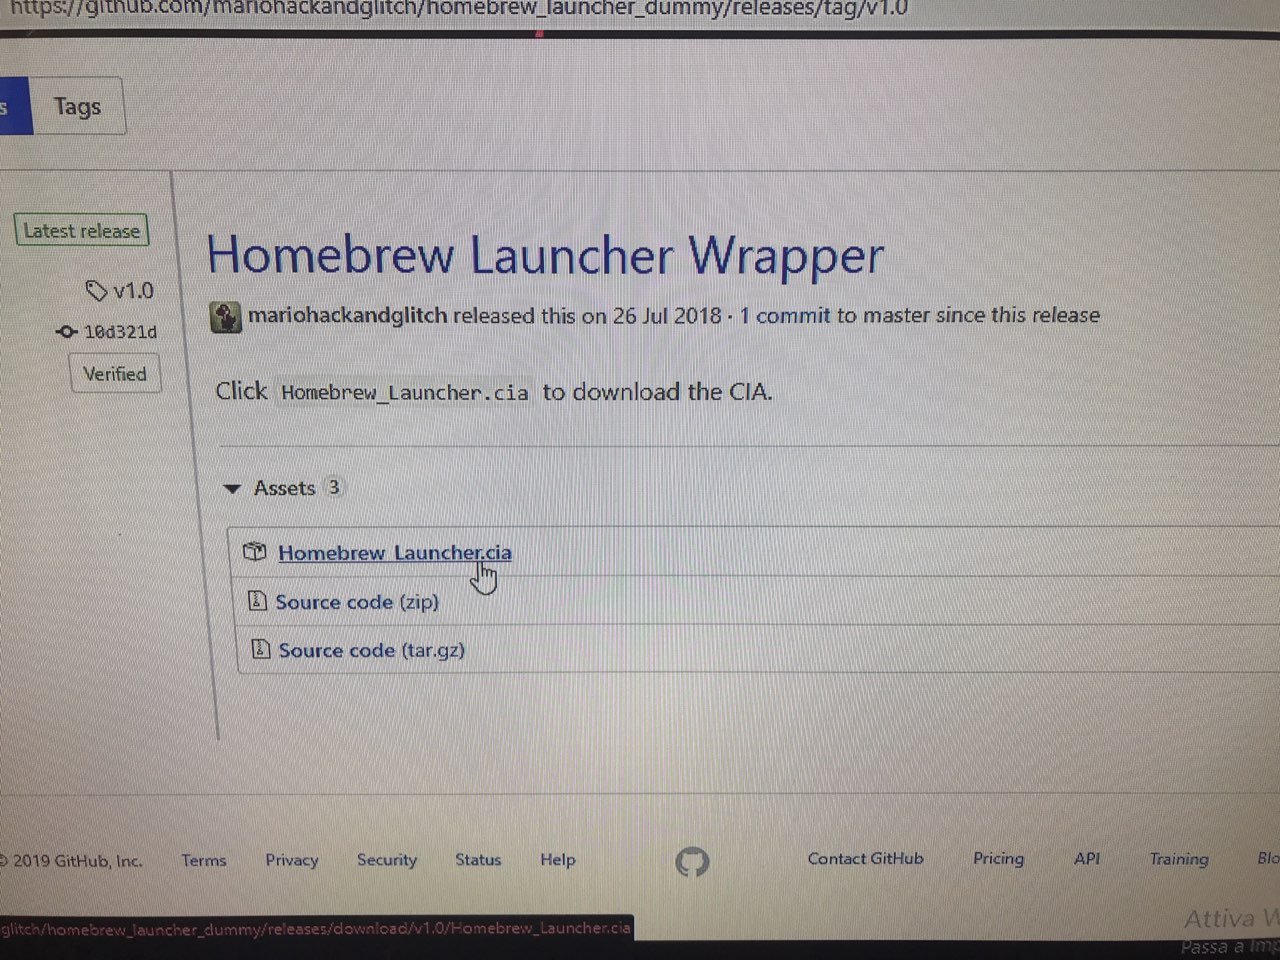 https://github.com/mariohackandglitch/homebrew_launcher_dummy/releases/tag/v1.0
s Tags
Latest release
v1.0
10d321d
Verified
Homebrew Launcher Wrapper
mariohackandglitch released this on 26 Jul 2018 · 1 commit to master since this release
Click Homebrew_Launcher.cia to download the CIA.
Assets 3
Homebrew_Launcher.cia
Source code (zip)
Source code (tar.gz)
© 2019 GitHub, Inc. Terms Privacy Security Status Help Contact GitHub Pricing API Training Blo
glitch/homebrew_launcher_dummy/releases/download/v1.0/Homebrew_Launcher.cia
Attiva W
Passa a Imp